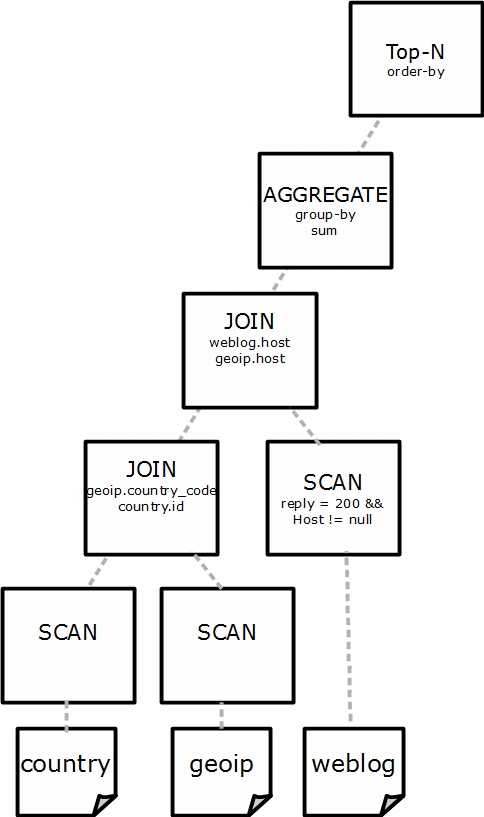 Top-N
order-by
AGGREGATE
group-by
sum
JOIN
weblog.host
geoip.host
JOIN
geoip.country_code
country.id
SCAN
reply = 200 &&
Host != null
SCAN
SCAN
country
geoip
weblog